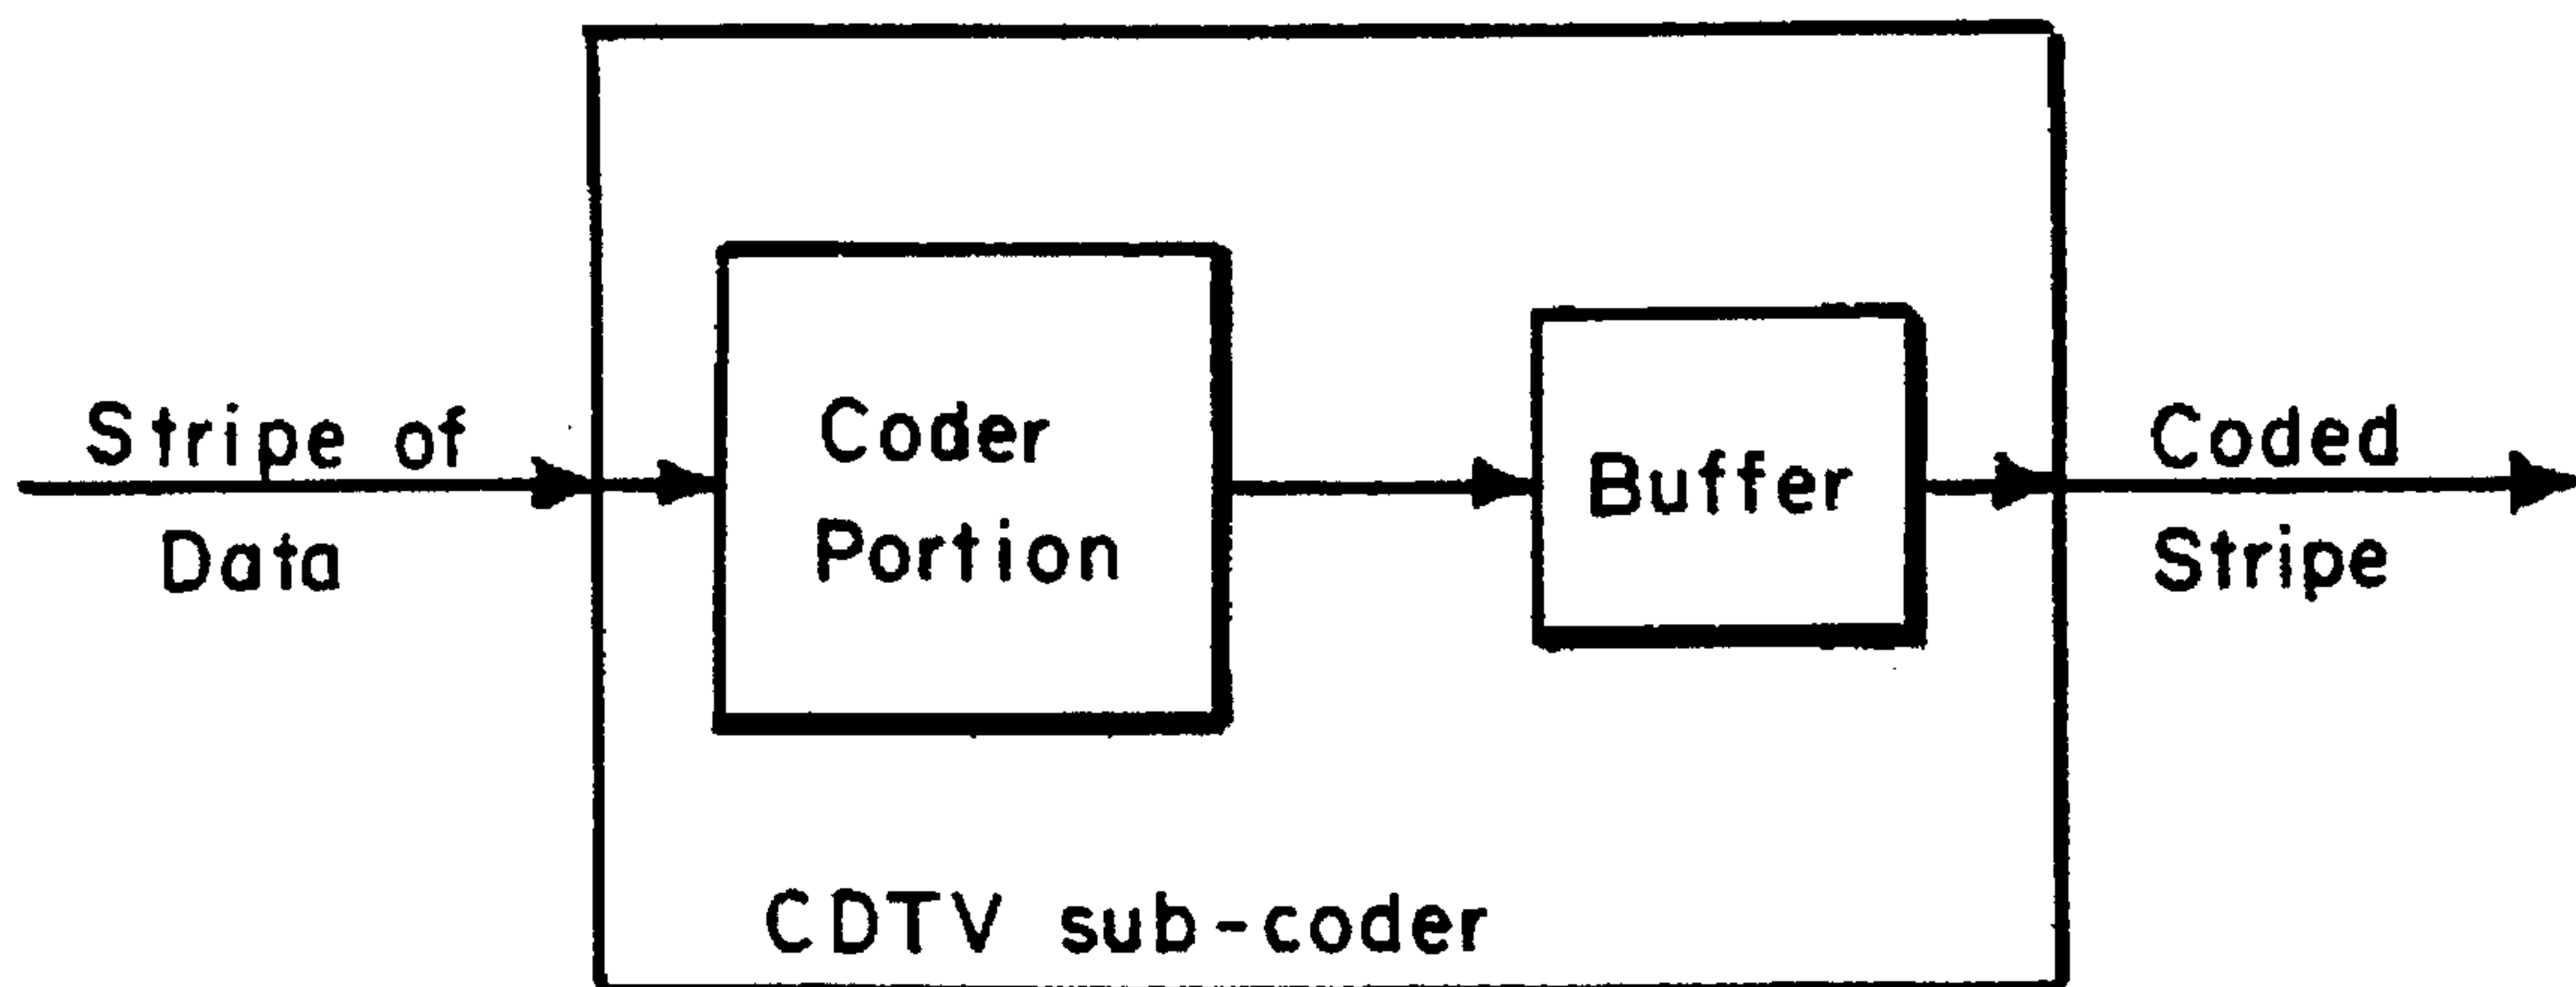 Stripe of
Data
Coder
Portion
Buffer
Coded
Stripe
CDTV sub-coder